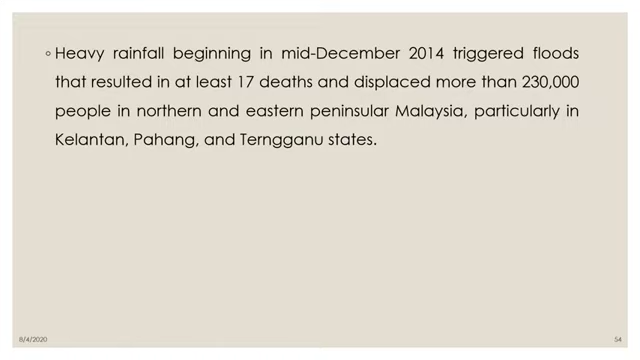 ◦ Heavy rainfall beginning in mid-December 2014 triggered floods
that resulted in at least 17 deaths and displaced more than 230,000
people in northern and eastern peninsular Malaysia, particularly in
Kelantan, Pahang, and Terngganu states.
8/4/2020
54